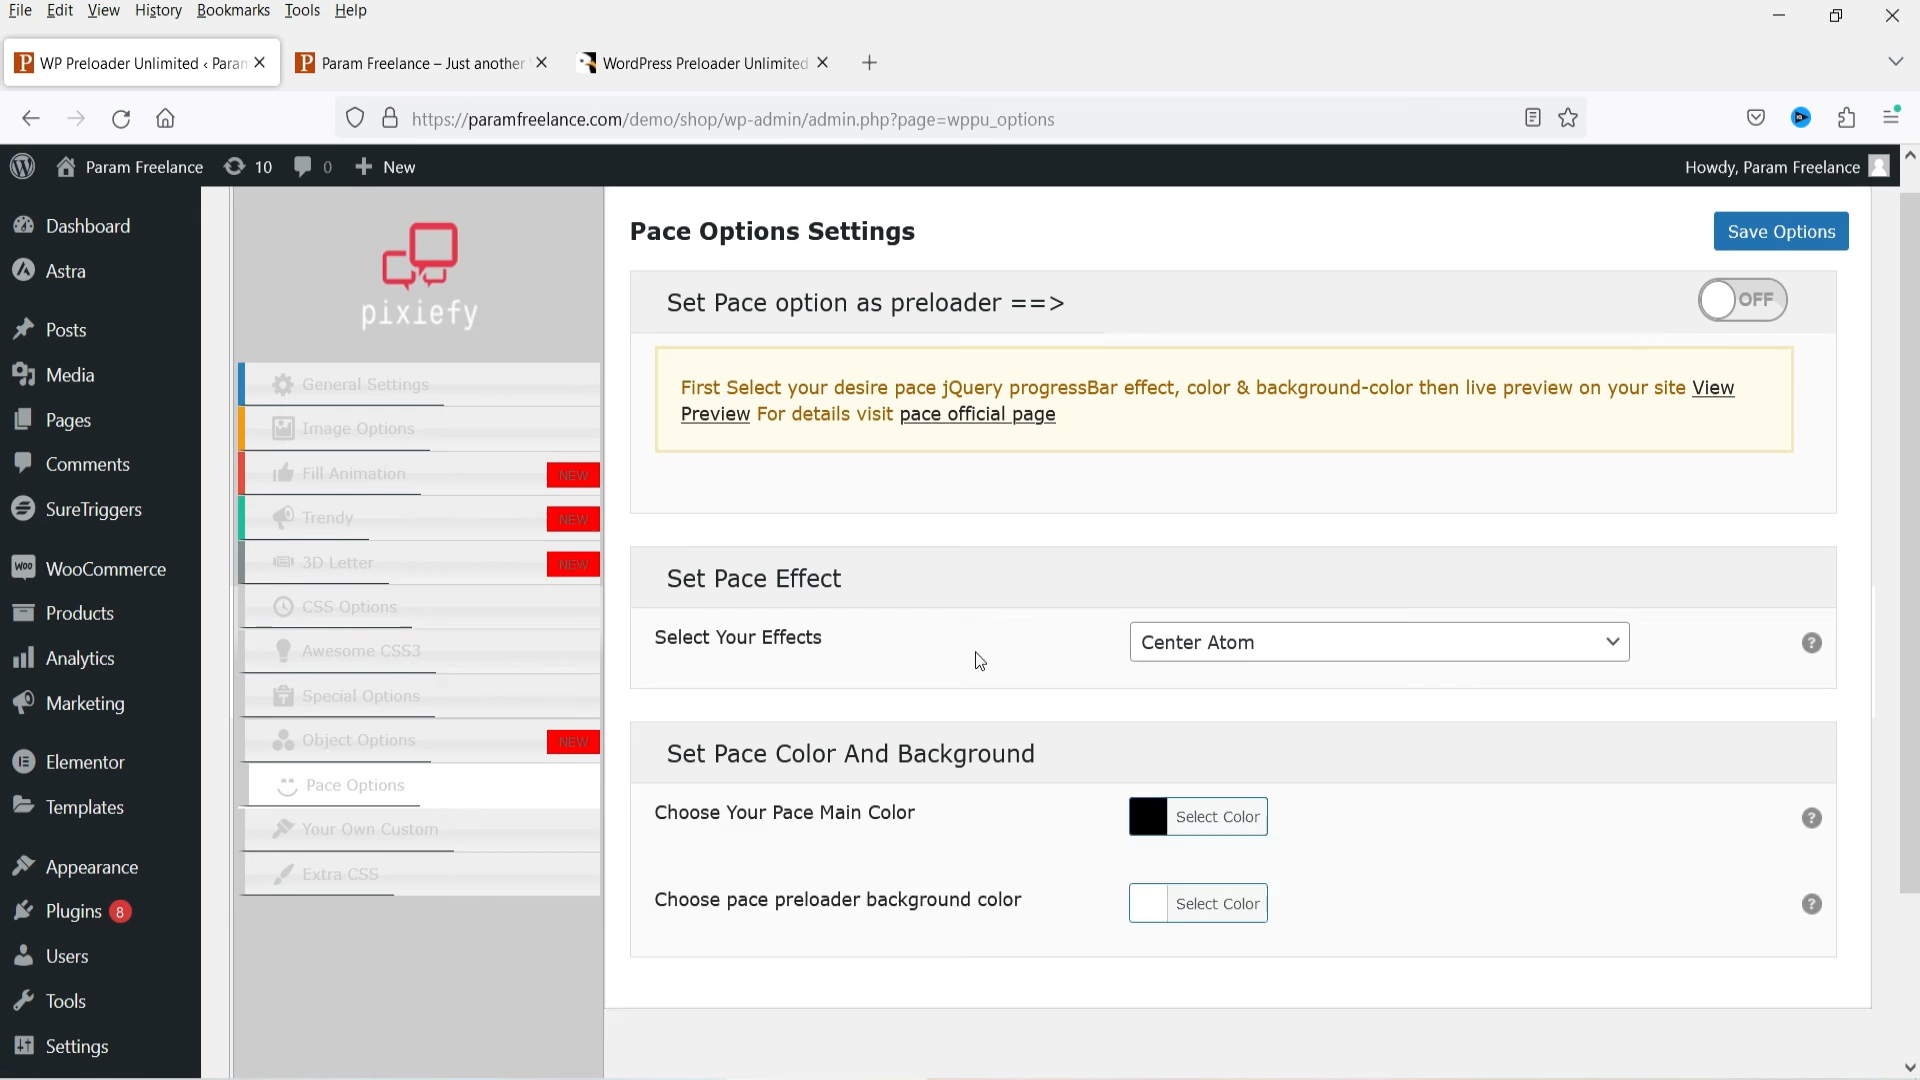 File Edit View History Bookmarks Tools Help
WP Preloader Unlimited ‹ Param
Param Freelance – Just another
WordPress Preloader Unlimited
https://paramfreelance.com/demo/shop/wp-admin/admin.php?page=wppu_options
Param Freelance 10 0 New
Howdy, Param Freelance
Dashboard
Astra
Posts
Media
Pages
Comments
SureTriggers
WooCommerce
Products
Analytics
Marketing
Elementor
Templates
Appearance
Plugins 8
Users
Tools
Settings
pixiefy
General Settings
Image Options
Fill Animation NEW
Trendy NEW
3D Letter NEW
CSS Options
Awesome CSS3
Special Options
Object Options NEW
Pace Options
Your Own Custom
Extra CSS
Pace Options Settings
Save Options
Set Pace option as preloader ==>
OFF
First Select your desire pace jQuery progressBar effect, color & background-color then live preview on your site View
Preview For details visit pace official page
Set Pace Effect
Select Your Effects
Center Atom
?
Set Pace Color And Background
Choose Your Pace Main Color
Select Color
?
Choose pace preloader background color
Select Color
?